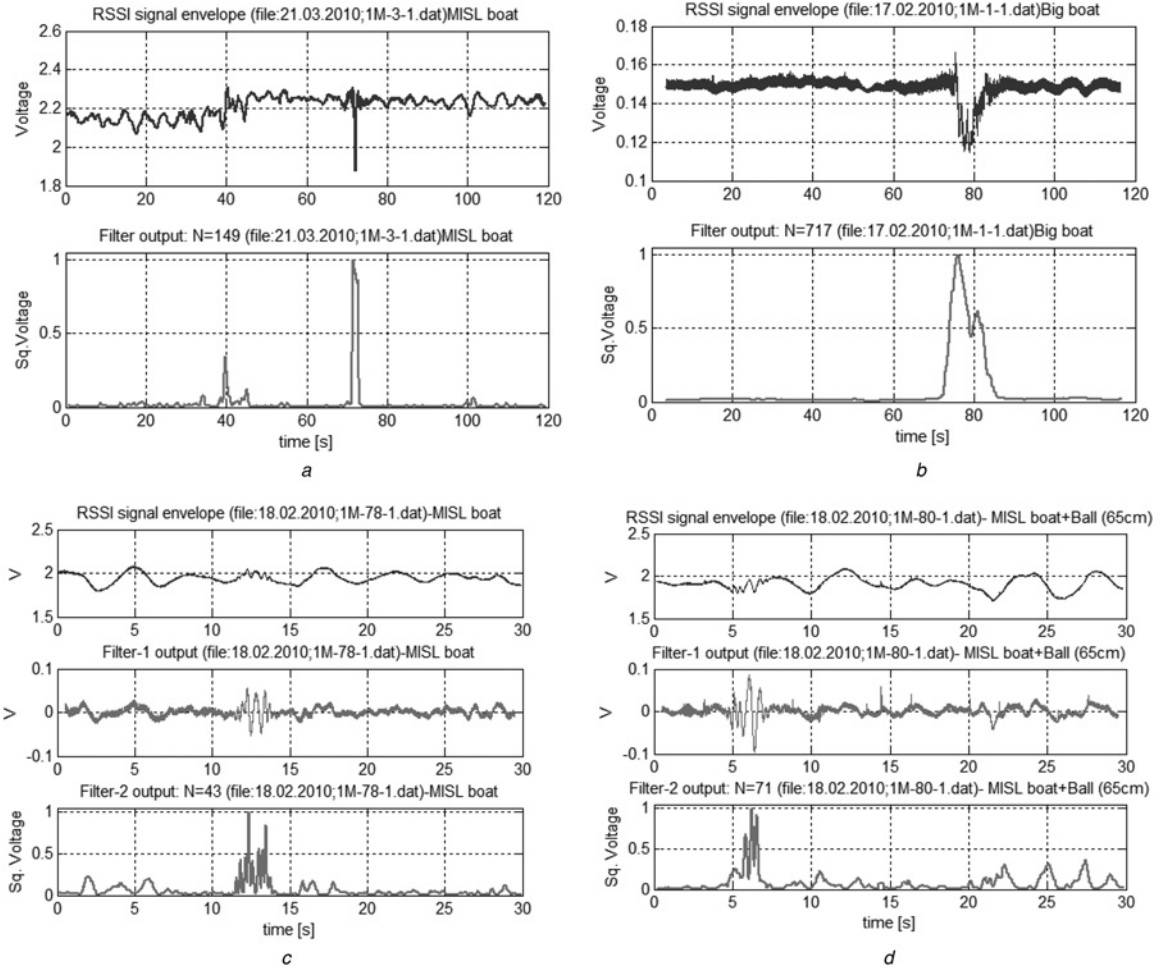 RSSI signal envelope (file:21.03.2010;1M-3-1.dat)MISL boat
Voltage
2.6
2.4
2.2
2
1.8
0 20 40 60 80 100 120
Filter output: N=149 (file:21.03.2010;1M-3-1.dat)MISL boat
Sq.Voltage
1
0.5
0
0 20 40 60 80 100 120
time [s]
a
RSSI signal envelope (file:17.02.2010;1M-1-1.dat)Big boat
Voltage
0.18
0.16
0.14
0.12
0.1
0 20 40 60 80 100 120
Filter output: N=717 (file:17.02.2010;1M-1-1.dat)Big boat
Sq.Voltage
1
0.5
0
0 20 40 60 80 100 120
time [s]
b
RSSI signal envelope (file:18.02.2010;1M-78-1.dat)-MISL boat
V
2.5
2
1.5
0 5 10 15 20 25 30
Filter-1 output (file:18.02.2010;1M-78-1.dat)-MISL boat
V
0.1
0
-0.1
0 5 10 15 20 25 30
Filter-2 output: N=43 (file:18.02.2010;1M-78-1.dat)-MISL boat
Sq. Voltage
1
0.5
0
0 5 10 15 20 25 30
time [s]
c
RSSI signal envelope (file:18.02.2010;1M-80-1.dat)- MISL boat+Ball (65cm)
V
2.5
2
1.5
0 5 10 15 20 25 30
Filter-1 output (file:18.02.2010;1M-80-1.dat)- MISL boat+Ball (65cm)
V
0.1
0
-0.1
0 5 10 15 20 25 30
Filter-2 output: N=71 (file:18.02.2010;1M-80-1.dat)- MISL boat+Ball (65cm)
Sq. Voltage
1
0.5
0
0 5 10 15 20 25 30
time [s]
d